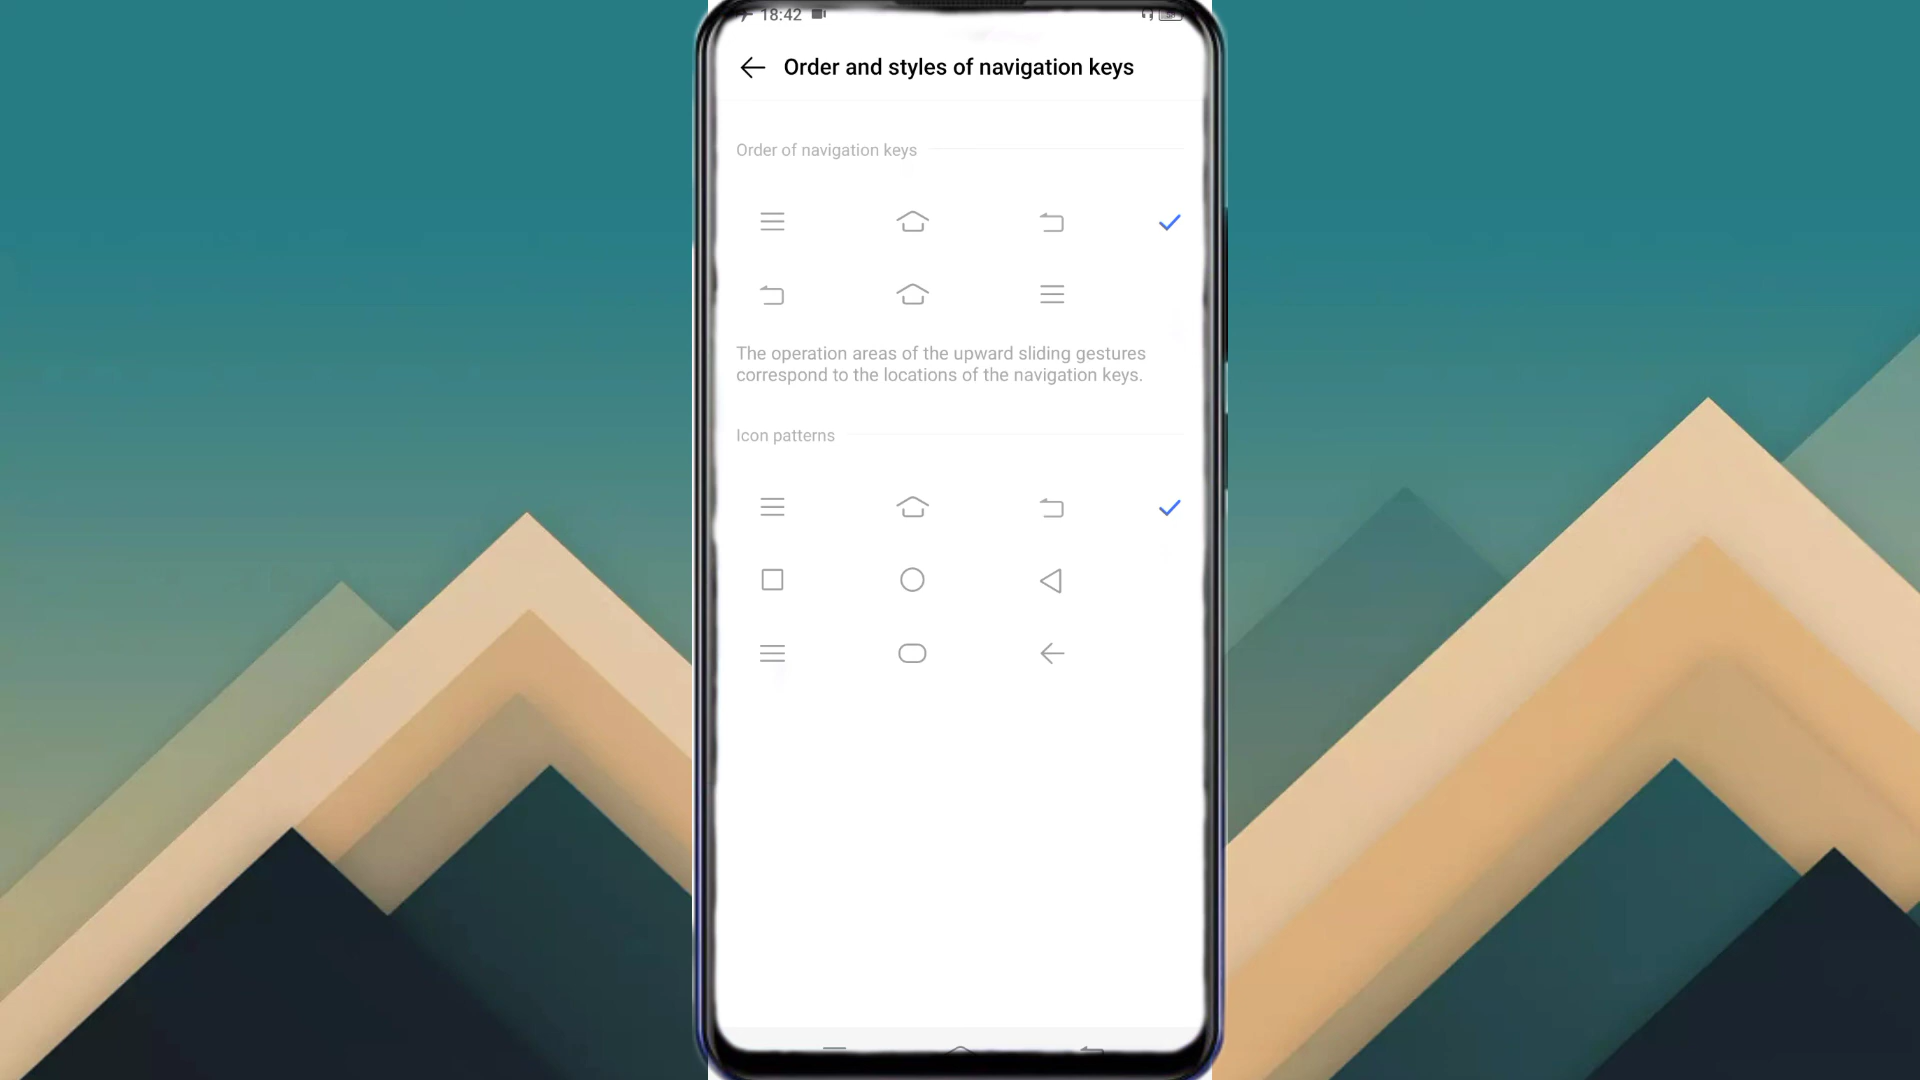 18:42
Order and styles of navigation keys
Order of navigation keys
The operation areas of the upward sliding gestures
correspond to the locations of the navigation keys.
Icon patterns